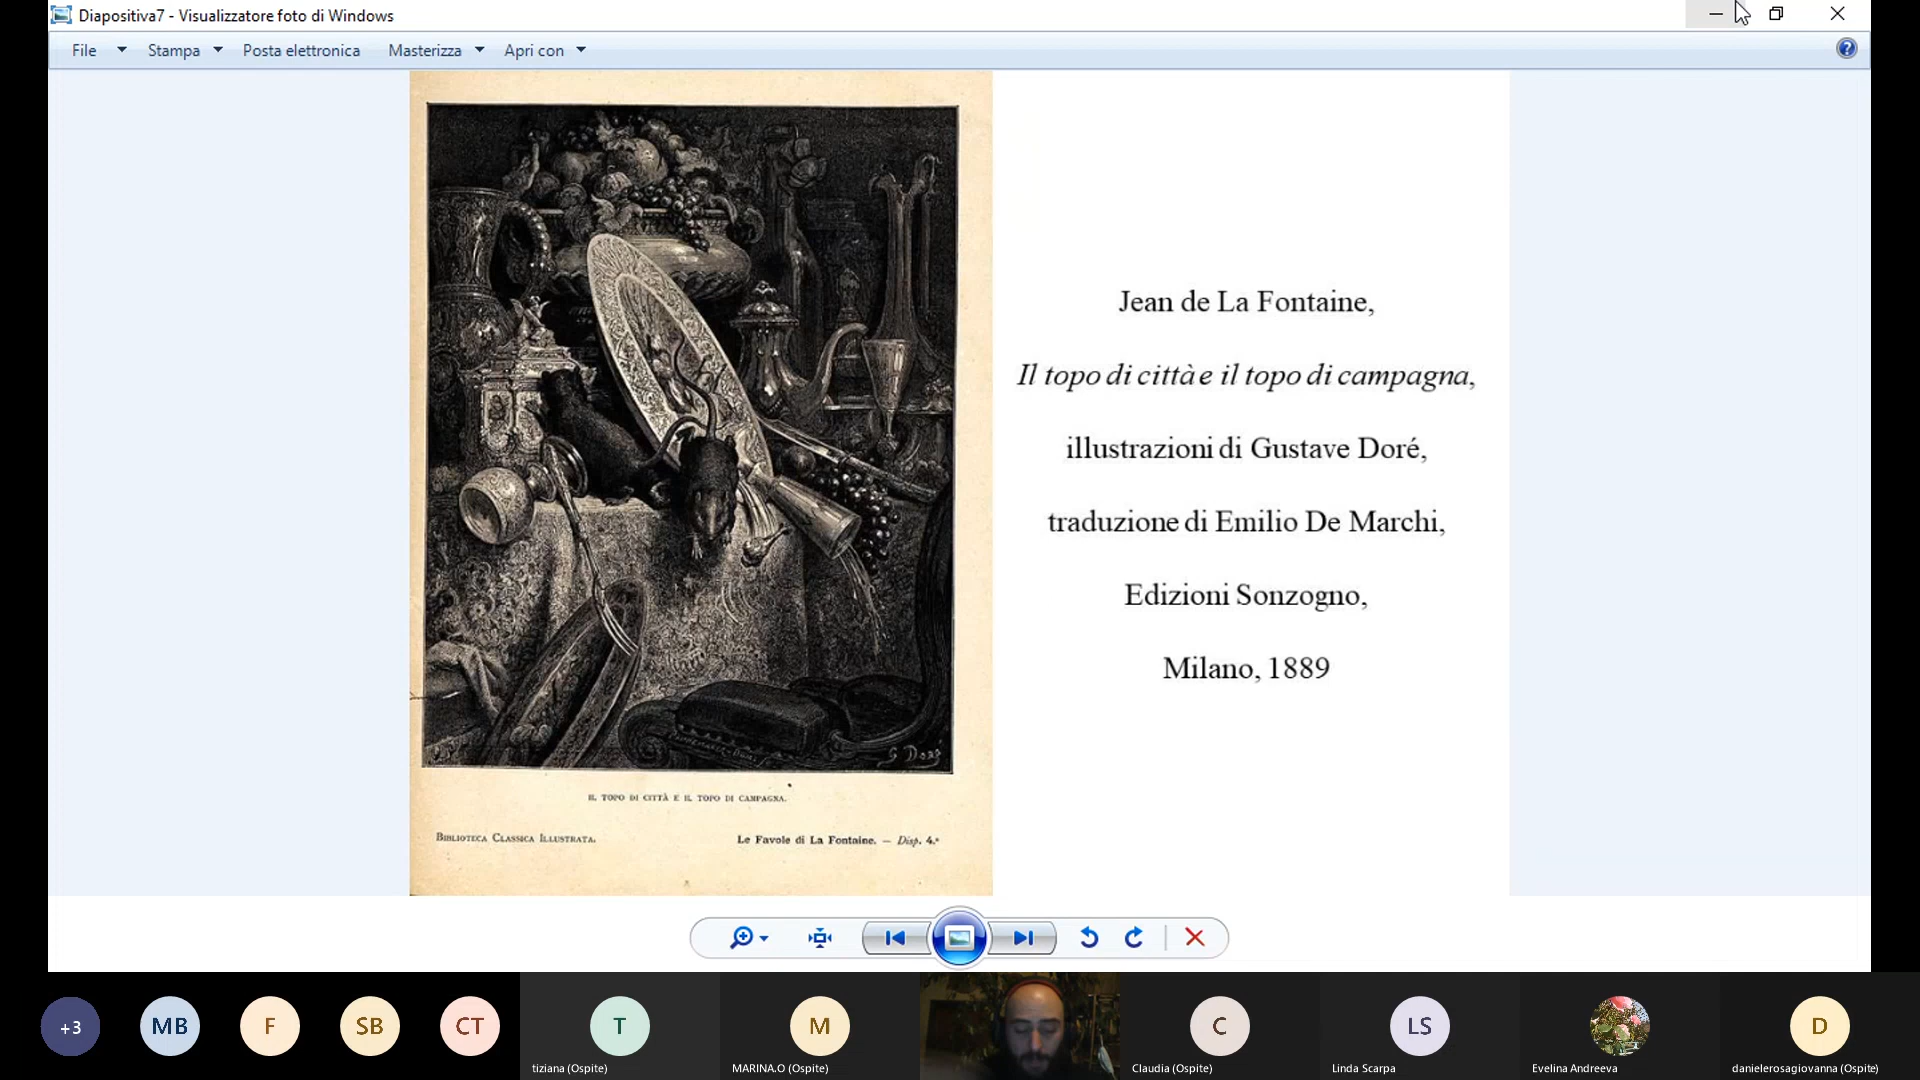 Diapositiva7 - Visualizzatore foto di Windows
File Stampa Posta elettronica Masterizza Apri con
Jean de La Fontaine,
Il topo di città e il topo di campagna,
illustrazioni di Gustave Doré,
traduzione di Emilio De Marchi,
Edizioni Sonzogno,
Milano, 1889
G Doré
IL TOPO DI CITTÀ E IL TOPO DI CAMPAGNA.
BIBLIOTECA CLASSICA ILLUSTRATA.
Le Favole di La Fontaine. — Disp. 4.ª
+3 MB F SB CT T M C LS D
tiziana (Ospite) MARINA.O (Ospite) Claudia (Ospite) Linda Scarpa Evelina Andreeva danielerosagiovanna (Ospite)